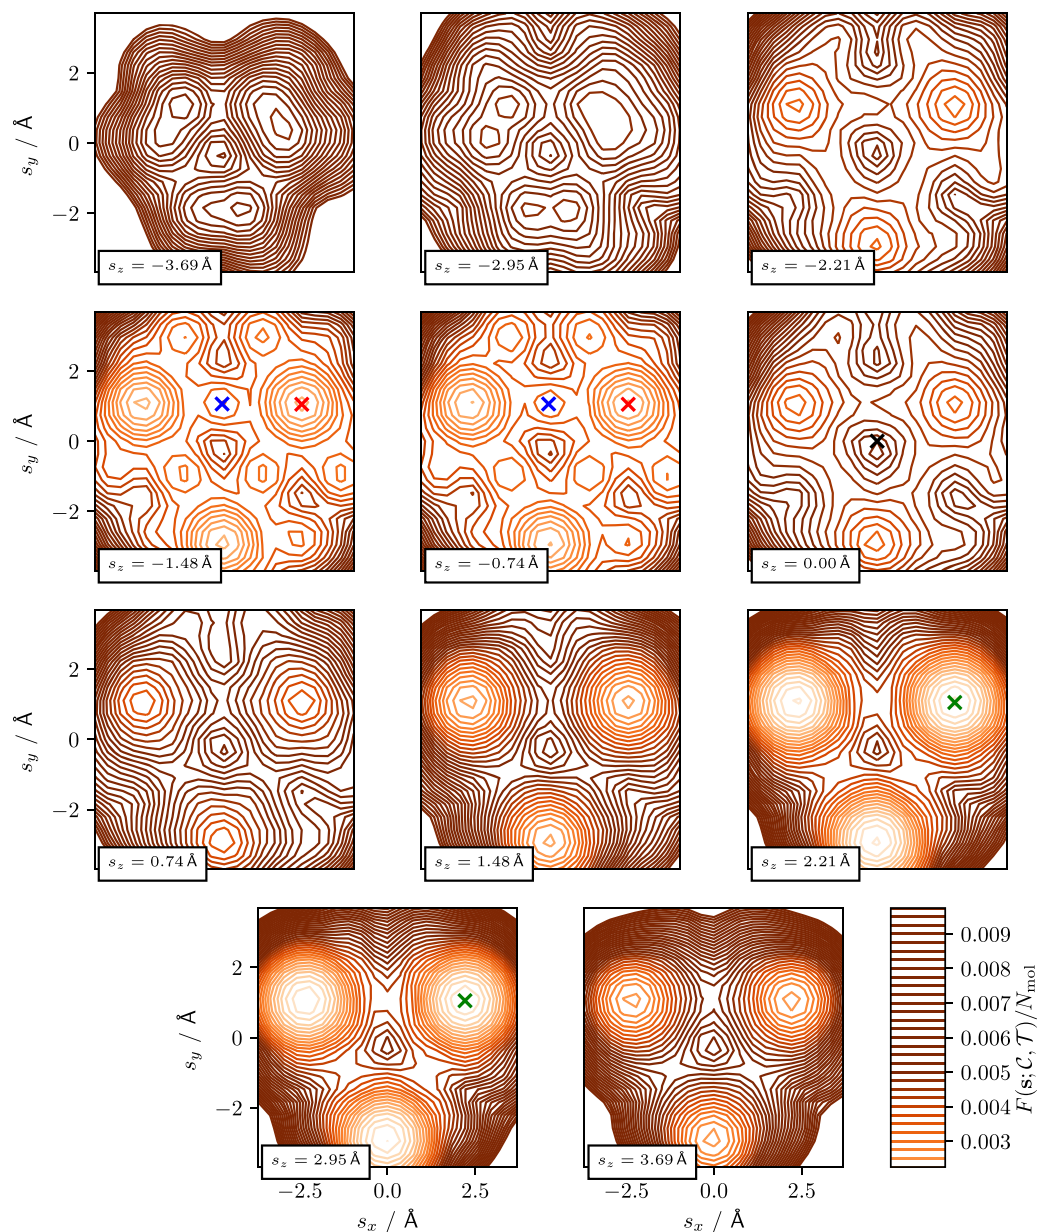 s_y / Å
2
0
−2
s_z = −3.69 Å
s_z = −2.95 Å
s_z = −2.21 Å
s_y / Å
2
0
−2
s_z = −1.48 Å
s_z = −0.74 Å
s_z = 0.00 Å
s_y / Å
2
0
−2
s_z = 0.74 Å
s_z = 1.48 Å
s_z = 2.21 Å
s_y / Å
2
0
−2
s_z = 2.95 Å
s_z = 3.69 Å
−2.5 0.0 2.5
−2.5 0.0 2.5
s_x / Å
s_x / Å
0.009
0.008
0.007
0.006
0.005
0.004
0.003
F(s; C, T)/N_mol